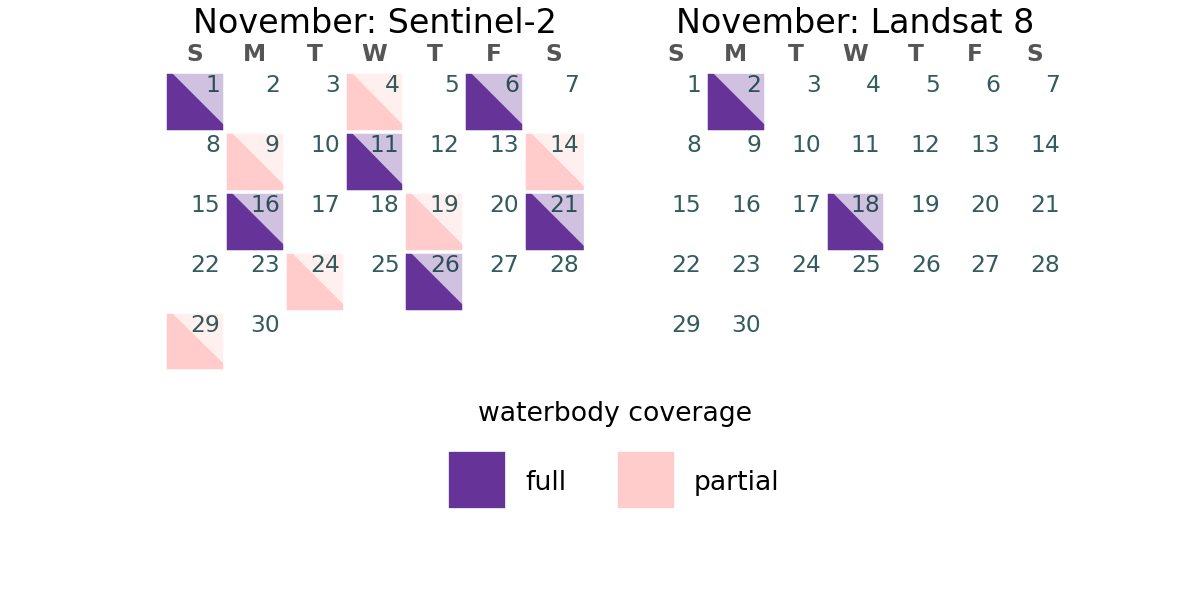 November: Sentinel-2
S M T W T F S
1 2 3 4 5 6 7
8 9 10 11 12 13 14
15 16 17 18 19 20 21
22 23 24 25 26 27 28
29 30
November: Landsat 8
S M T W T F S
1 2 3 4 5 6 7
8 9 10 11 12 13 14
15 16 17 18 19 20 21
22 23 24 25 26 27 28
29 30
waterbody coverage
full
partial